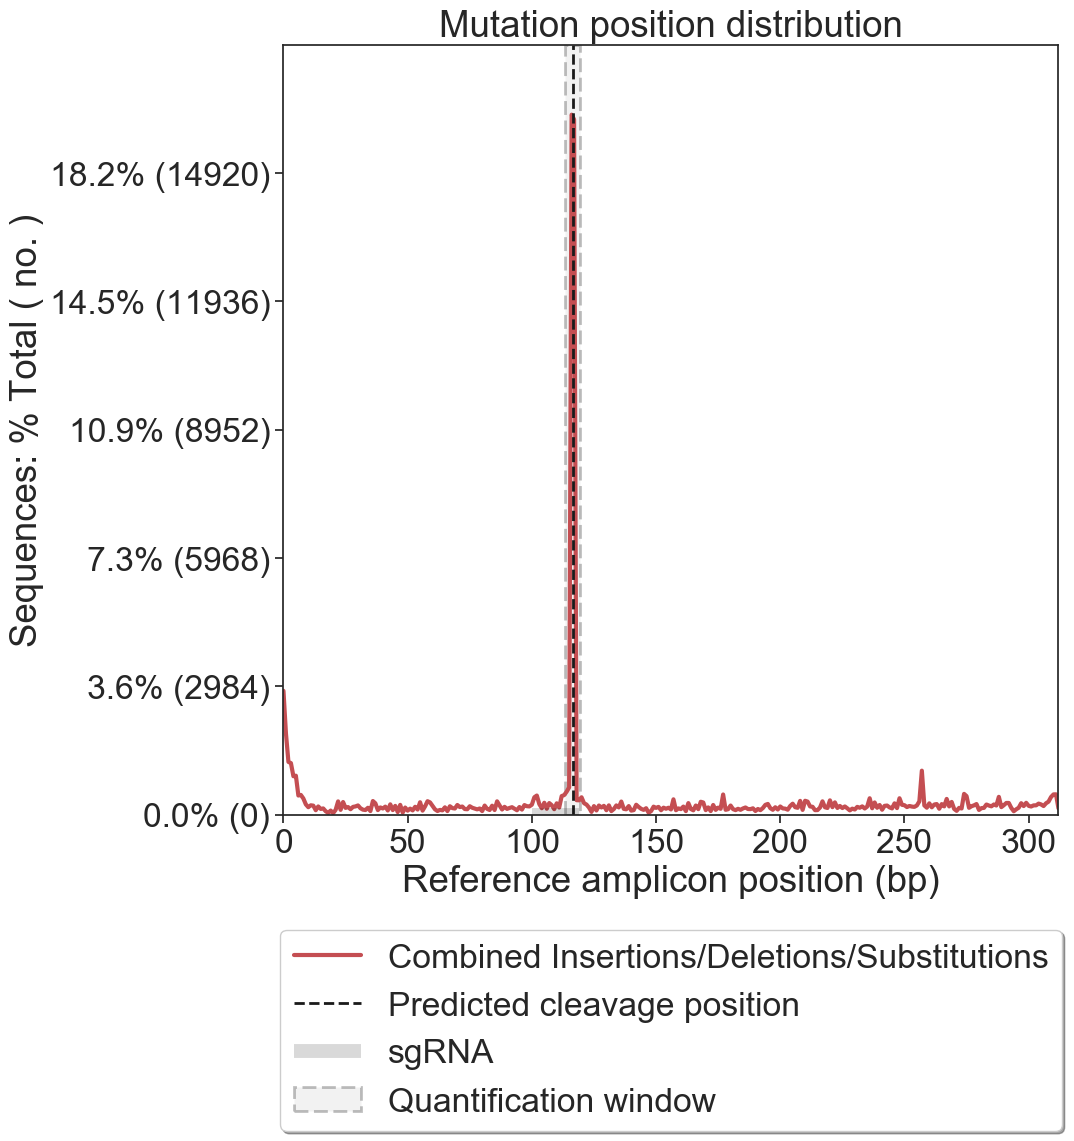 Mutation position distribution
Sequences: % Total ( no. )
18.2% (14920)
14.5% (11936)
10.9% (8952)
7.3% (5968)
3.6% (2984)
0.0% (0)
0 50 100 150 200 250 300
Reference amplicon position (bp)
Combined Insertions/Deletions/Substitutions
Predicted cleavage position
sgRNA
Quantification window